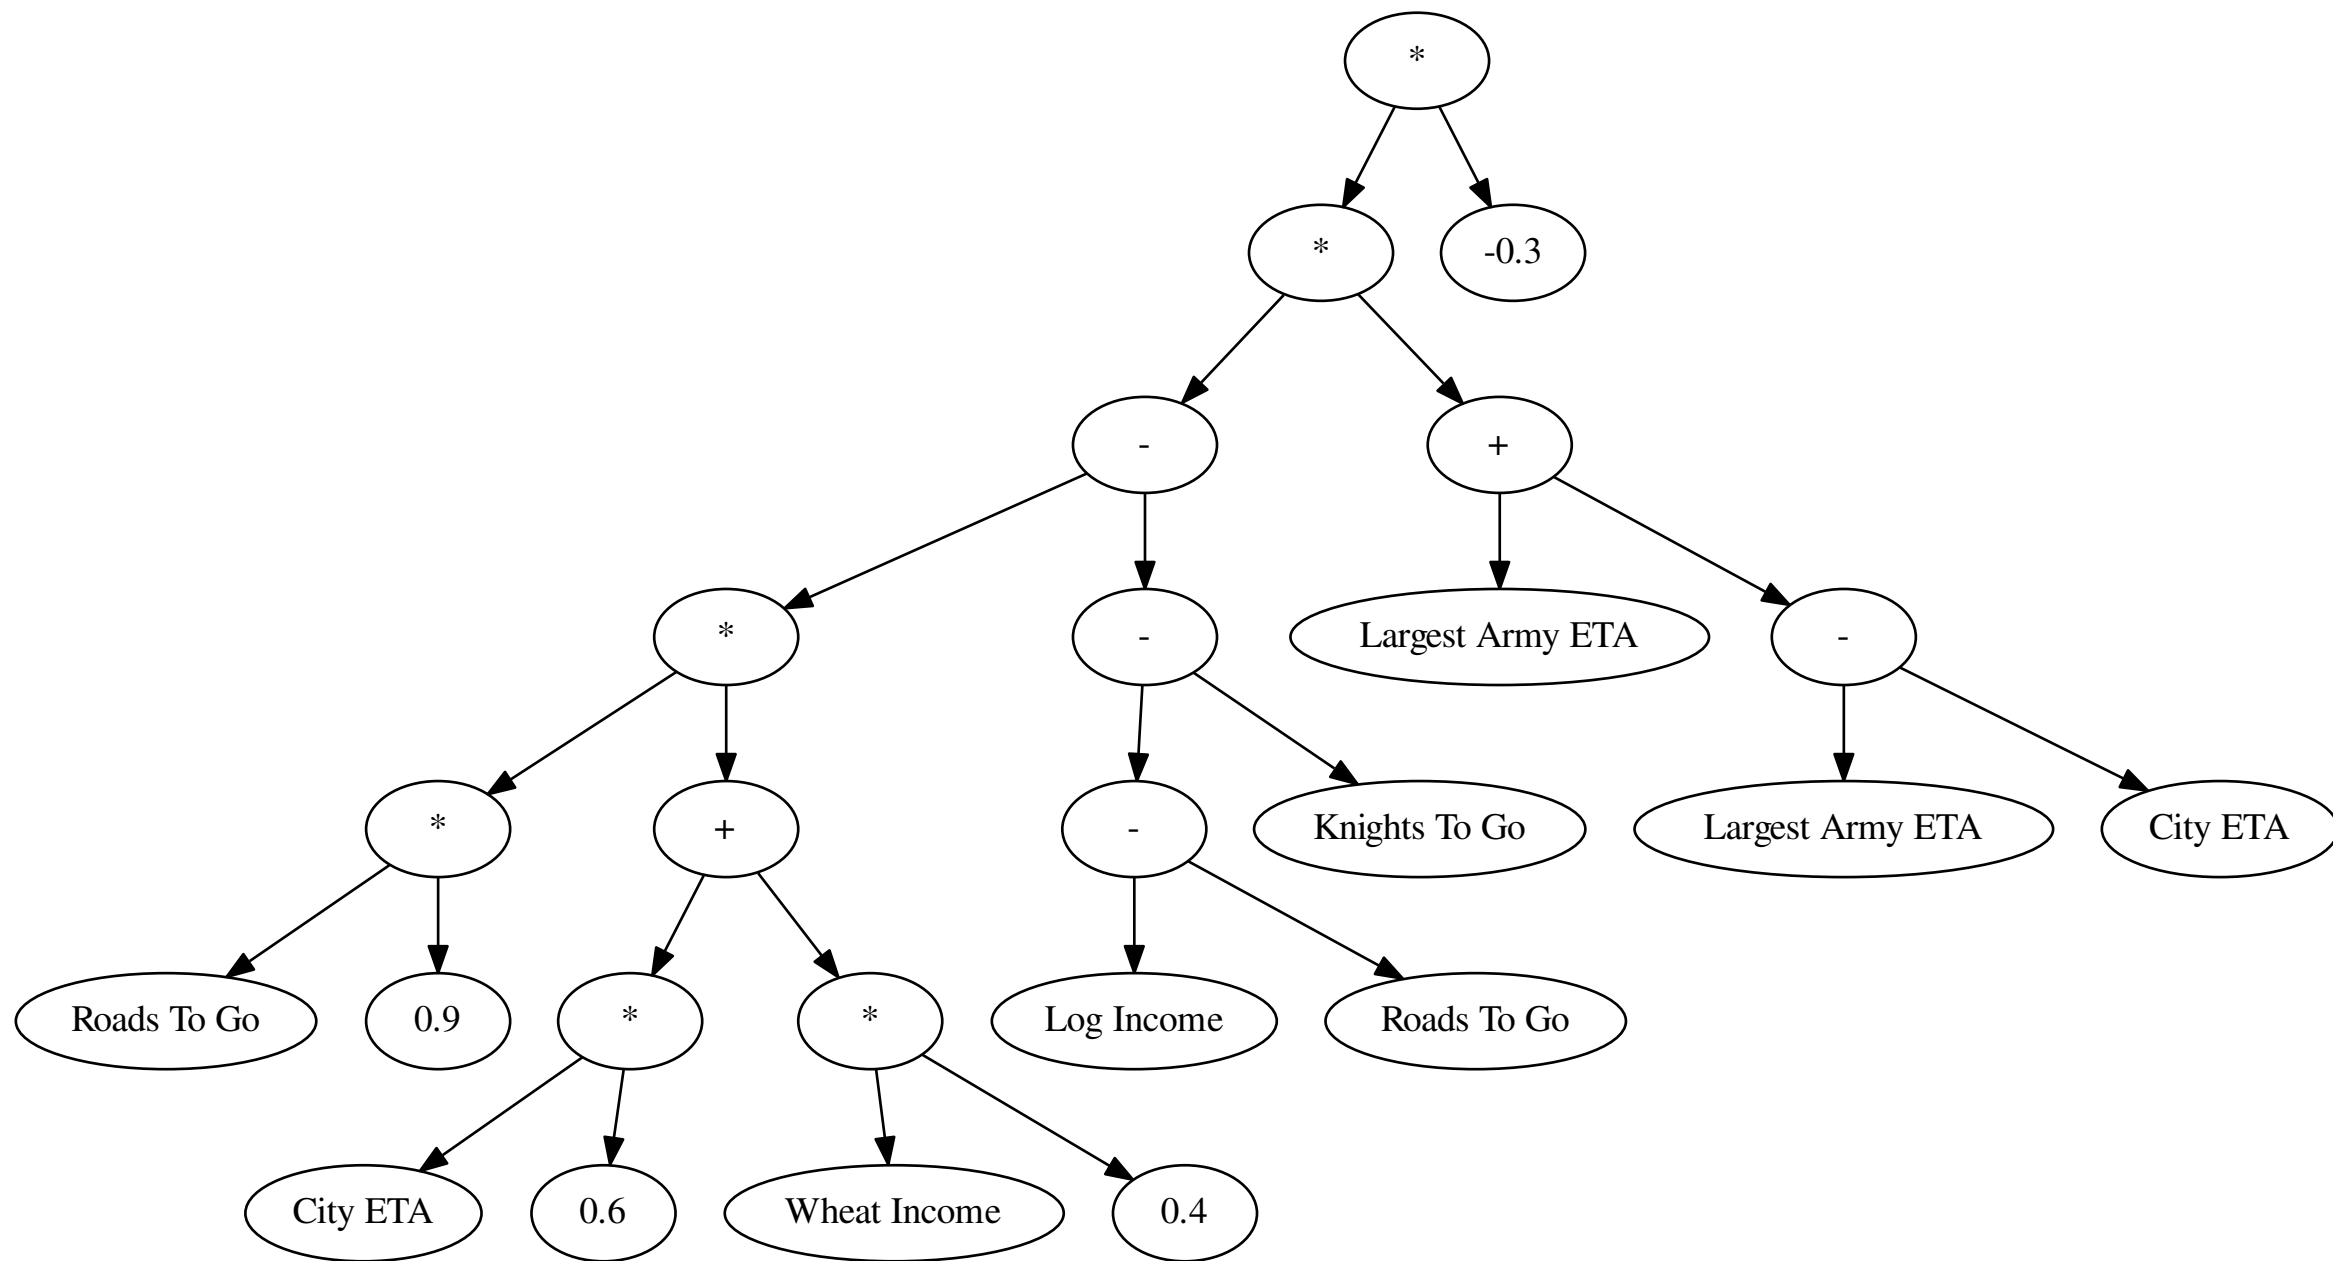 *
*
-0.3
-
+
*
-
Largest Army ETA
-
*
+
-
Knights To Go
Largest Army ETA
City ETA
Roads To Go
0.9
*
*
Log Income
Roads To Go
City ETA
0.6
Wheat Income
0.4